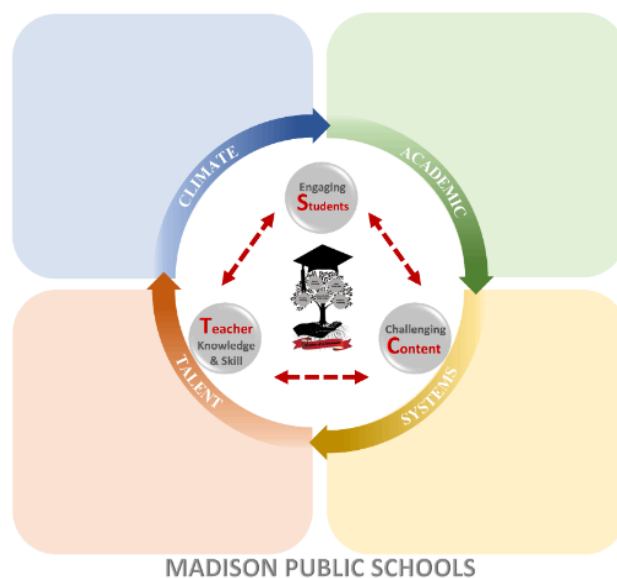 CLIMATE
ACADEMIC
Engaging
Students
Teacher
Knowledge
& Skill
Challenging
Content
TALENT
SYSTEMS
MADISON PUBLIC SCHOOLS